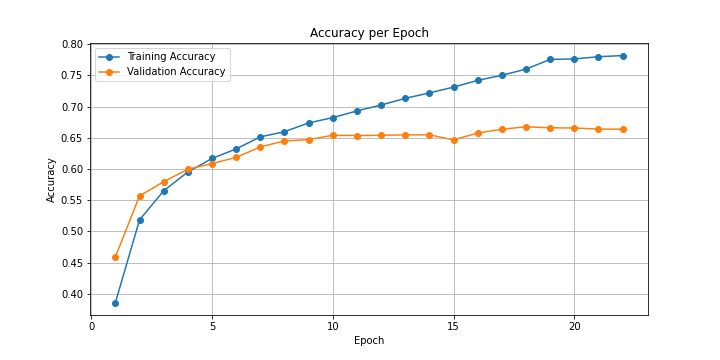 Accuracy per Epoch
Training Accuracy
Validation Accuracy
0.80
0.75
0.70
0.65
0.60
0.55
0.50
0.45
0.40
Accuracy
0 5 10 15 20
Epoch